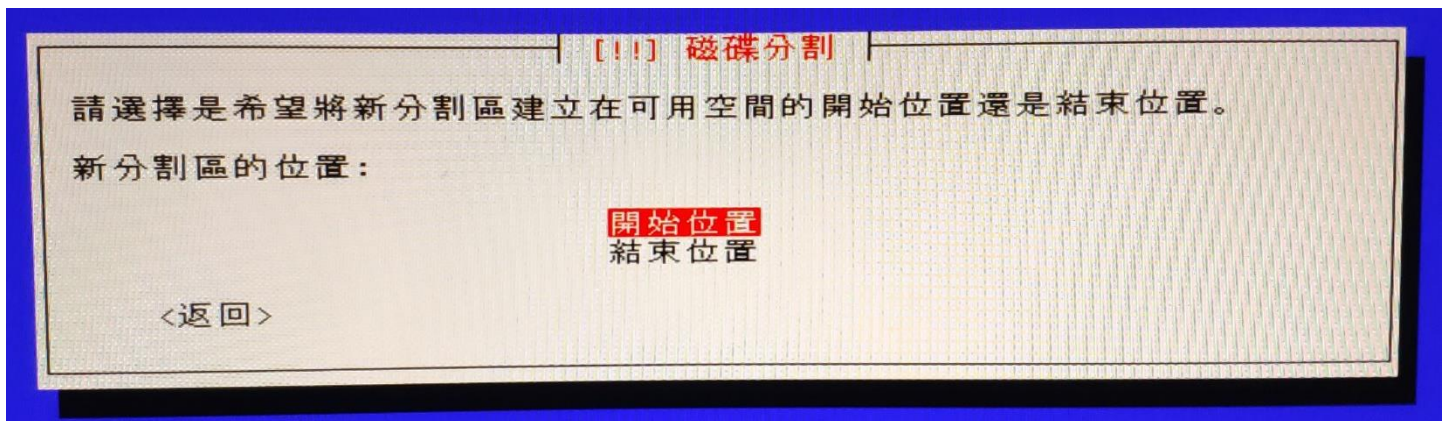 [!!] 磁碟分割
請選擇是希望將新分割區建立在可用空間的開始位置還是結束位置。
新分割區的位置:
開始位置
結束位置
<返回>